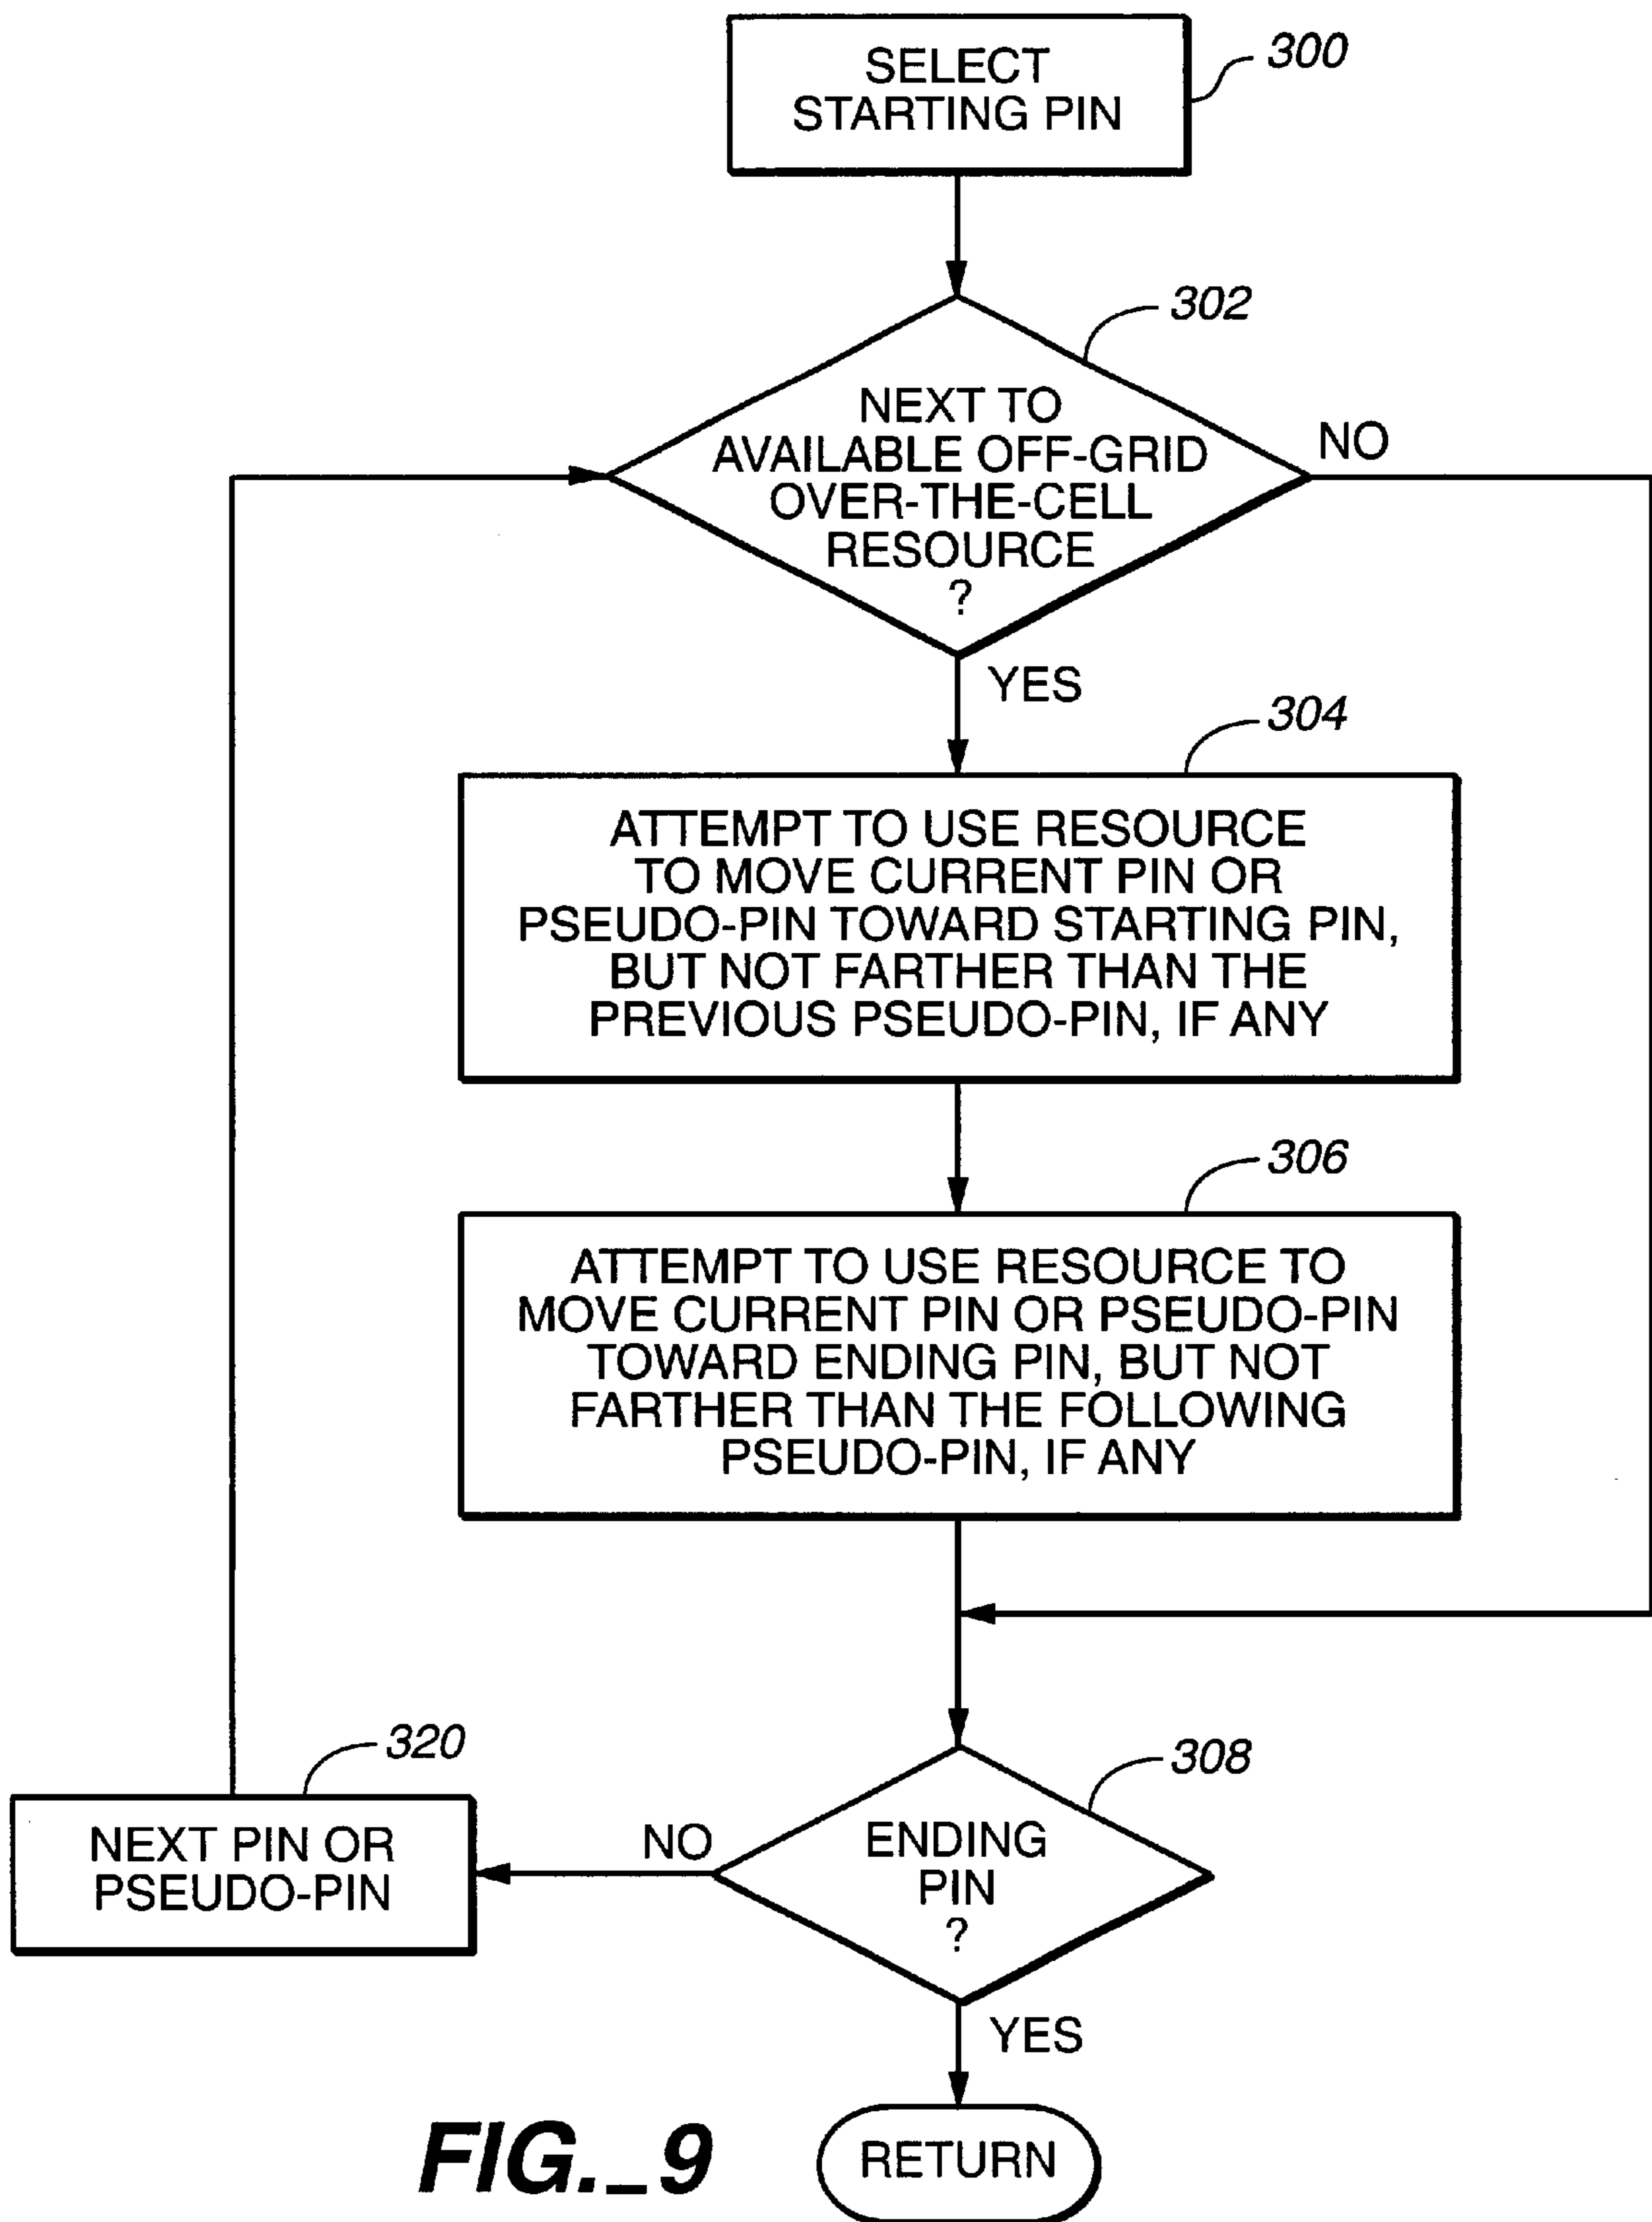 SELECT
STARTING PIN
300
302
NEXT TO
AVAILABLE OFF-GRID
OVER-THE-CELL
RESOURCE
?
NO
YES
304
ATTEMPT TO USE RESOURCE
TO MOVE CURRENT PIN OR
PSEUDO-PIN TOWARD STARTING PIN,
BUT NOT FARTHER THAN THE
PREVIOUS PSEUDO-PIN, IF ANY
306
ATTEMPT TO USE RESOURCE TO
MOVE CURRENT PIN OR PSEUDO-PIN
TOWARD ENDING PIN, BUT NOT
FARTHER THAN THE FOLLOWING
PSEUDO-PIN, IF ANY
320
NEXT PIN OR
PSEUDO-PIN
NO
308
ENDING
PIN
?
YES
RETURN
FIG._9